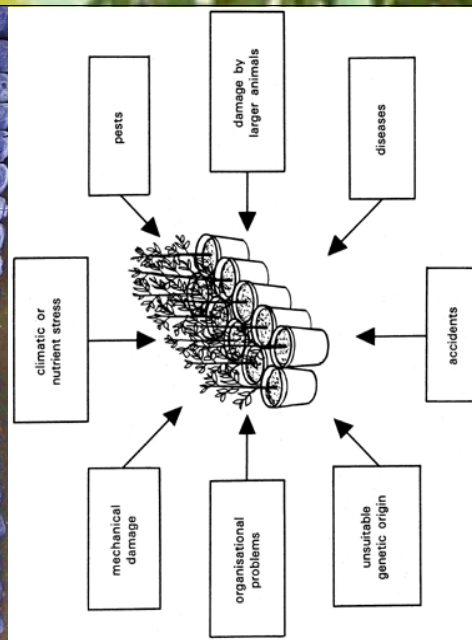 climatic or
nutrient stress
mechanical
damage
pests
organisational
problems
damage by
larger animals
unsuitable
genetic origin
diseases
accidents